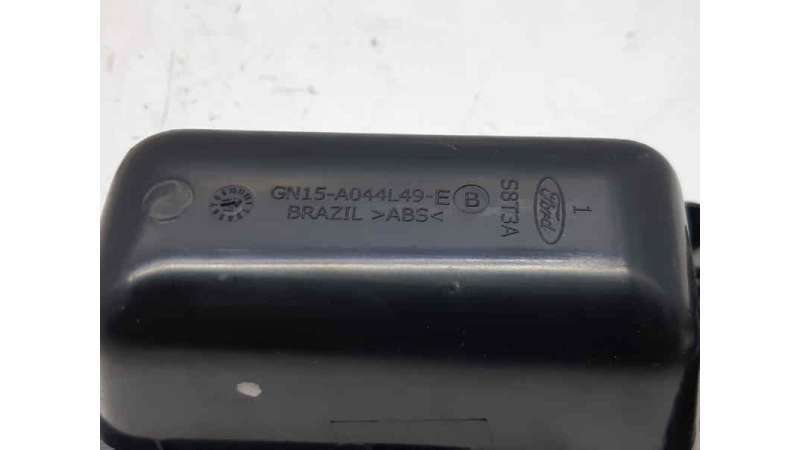 GN15-A044L49-E B
BRAZIL >ABS<
S8T3A
Ford
1